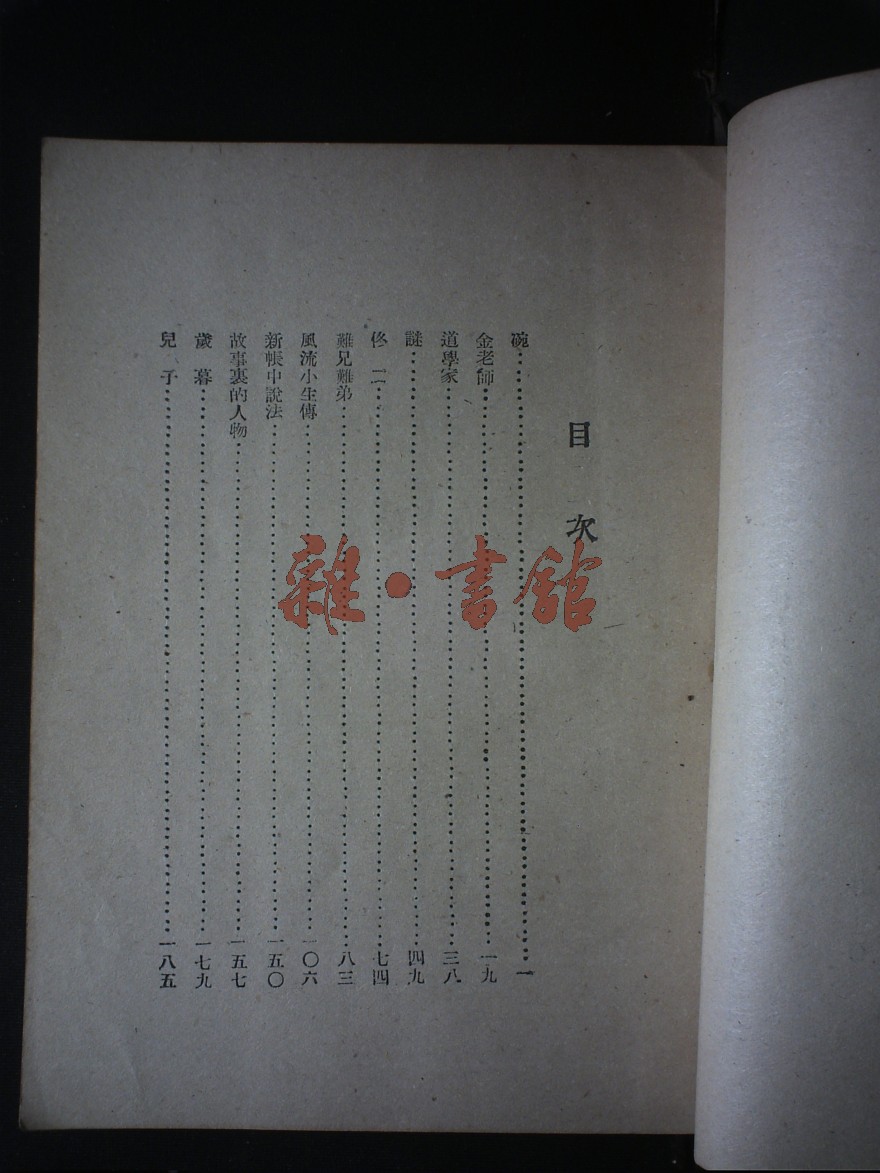 目次
碗 一
金老師 一九
道學家 三八
謎 四九
佟二 七四
難兄難弟 八三
風流小生傳 一〇六
新帳中說法 一五〇
故事裏的人物 一五七
歲暮 一七九
兒子 一八五
雜·書館